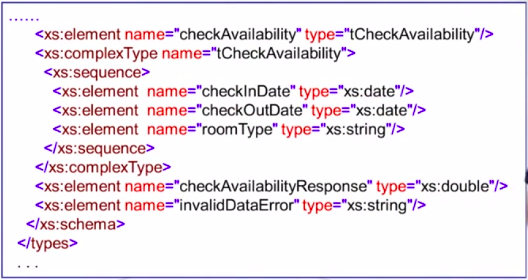 ......
<xs:element name="checkAvailability" type="tCheckAvailability"/>
<xs:complexType name="tCheckAvailability">
<xs:sequence>
<xs:element name="checkInDate" type="xs:date"/>
<xs:element name="checkOutDate" type="xs:date"/>
<xs:element name="roomType" type="xs:string"/>
</xs:sequence>
</xs:complexType>
<xs:element name="checkAvailabilityResponse" type="xs:double"/>
<xs:element name="invalidDataError" type="xs:string"/>
</xs:schema>
</types>
. . .